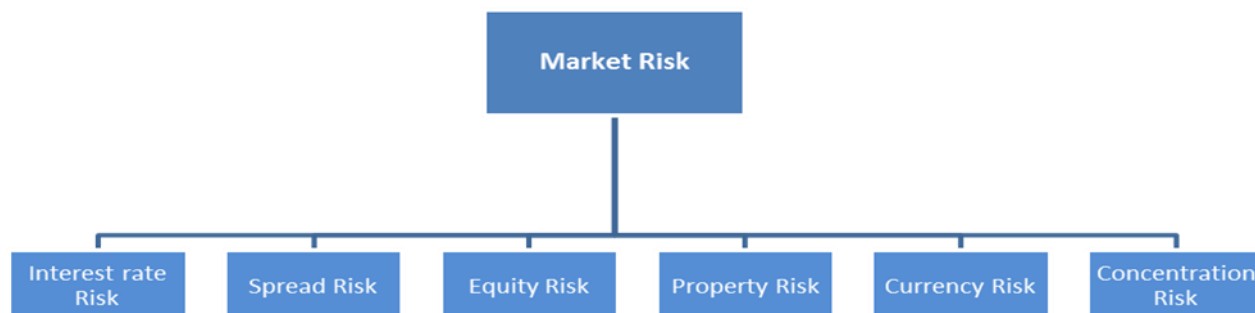 Market Risk
Interest rate
Risk
Spread Risk
Equity Risk
Property Risk
Currency Risk
Concentration
Risk